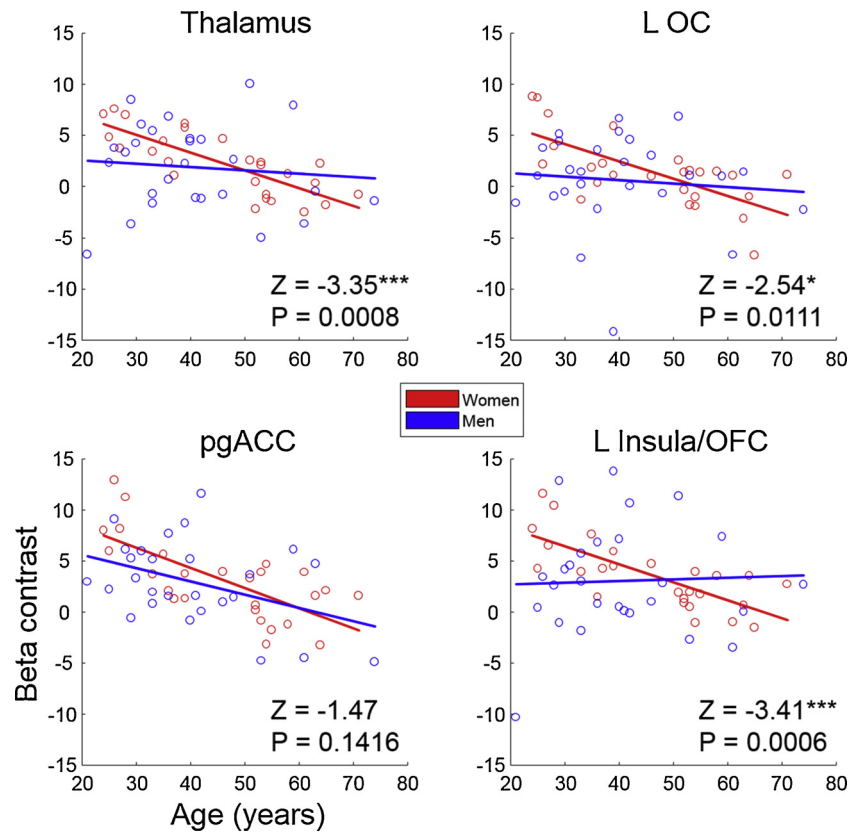 Thalamus
15
10
5
0
-5
-10
-15
Z = -3.35***
P = 0.0008
20 30 40 50 60 70 80
L OC
15
10
5
0
-5
-10
-15
Z = -2.54*
P = 0.0111
20 30 40 50 60 70 80
Women
Men
pgACC
Beta contrast
15
10
5
0
-5
-10
-15
Z = -1.47
P = 0.1416
20 30 40 50 60 70 80
Age (years)
L Insula/OFC
15
10
5
0
-5
-10
-15
Z = -3.41***
P = 0.0006
20 30 40 50 60 70 80